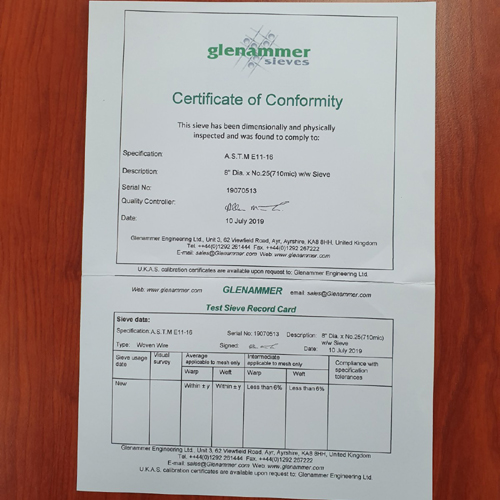 glenammer
sieves
Certificate of Conformity
This sieve has been dimensionally and physically
inspected and was found to comply to:
Specification: A.S.T.M E11-16
Description: 8" Dia. x No.25(710mic) w/w Sieve
Serial No: 19070513
Quality Controller:
Date: 10 July 2019
Glenammer Engineering Ltd., Unit 3, 62 Viewfield Road, Ayr, Ayrshire, KA8 8HH, United Kingdom
Tel. ++44(0)1292 261444 Fax. ++44(0)1292 267222
E-mail: sales@Glenammer.com Web: www.glenammer.com
U.K.A.S. calibration certificates are available upon request to: Glenammer Engineering Ltd.
Web: www.glenammer.com GLENAMMER email: sales@Glenammer.com
Test Sieve Record Card
Sieve data:
Specification A.S.T.M E11-16 Serial No: 19070513 Description: 8" Dia. x No.25(710mic)
w/w Sieve
Type: Woven Wire Signed: Date: 10 July 2019
Sieve usage date Visual survey Average applicable to mesh only Intermediate applicable to mesh only Compliance with specification tolerances
Warp Weft Warp Weft
New Within ± y Within ± y Less than 6% Less than 6%
Glenammer Engineering Ltd., Unit 3, 62 Viewfield Road, Ayr, Ayrshire, KA8 8HH, United Kingdom
Tel. ++44(0)1292 261444 Fax. ++44(0)1292 267222
E-mail: sales@Glenammer.com Web: www.glenammer.com
U.K.A.S. calibration certificates are available upon request to: Glenammer Engineering Ltd.